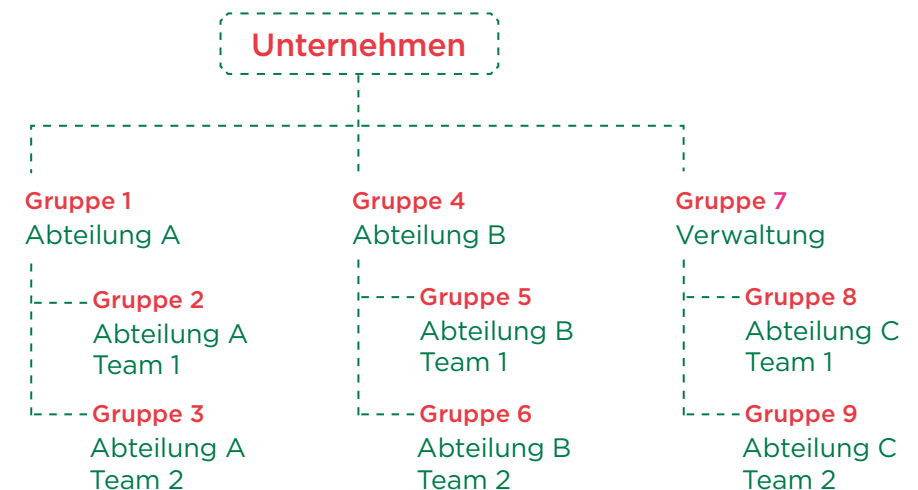 Unternehmen
Gruppe 1
Abteilung A
Gruppe 2
Abteilung A
Team 1
Gruppe 3
Abteilung A
Team 2
Gruppe 4
Abteilung B
Gruppe 5
Abteilung B
Team 1
Gruppe 6
Abteilung B
Team 2
Gruppe 7
Verwaltung
Gruppe 8
Abteilung C
Team 1
Gruppe 9
Abteilung C
Team 2